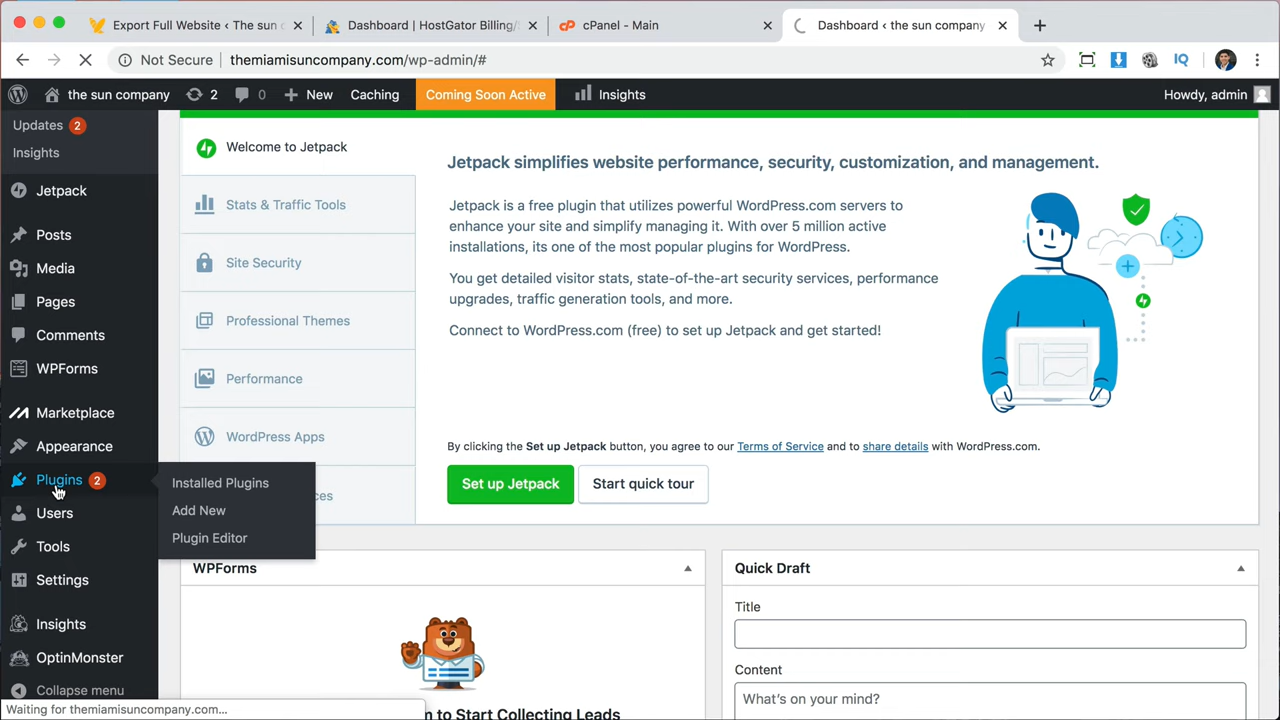 Export Full Website ‹ The sun c
Dashboard | HostGator Billing/
cPanel - Main
Dashboard ‹ the sun company
Not Secure
themiamisuncompany.com/wp-admin/#
IQ
the sun company
2
0
New
Caching
Coming Soon Active
Insights
Howdy, admin
Updates 2
Insights
Jetpack
Posts
Media
Pages
Comments
WPForms
Marketplace
Appearance
Plugins 2
Users
Tools
Settings
Insights
OptinMonster
Collapse menu
Installed Plugins
Add New
Plugin Editor
Welcome to Jetpack
Stats & Traffic Tools
Site Security
Professional Themes
Performance
WordPress Apps
ces
Jetpack simplifies website performance, security, customization, and management.
Jetpack is a free plugin that utilizes powerful WordPress.com servers to
enhance your site and simplify managing it. With over 5 million active
installations, its one of the most popular plugins for WordPress.
You get detailed visitor stats, state-of-the-art security services, performance
upgrades, traffic generation tools, and more.
Connect to WordPress.com (free) to set up Jetpack and get started!
By clicking the Set up Jetpack button, you agree to our Terms of Service and to share details with WordPress.com.
Set up Jetpack
Start quick tour
WPForms
m to Start Collecting Leads
Quick Draft
Title
Content
What's on your mind?
Waiting for themiamisuncompany.com...